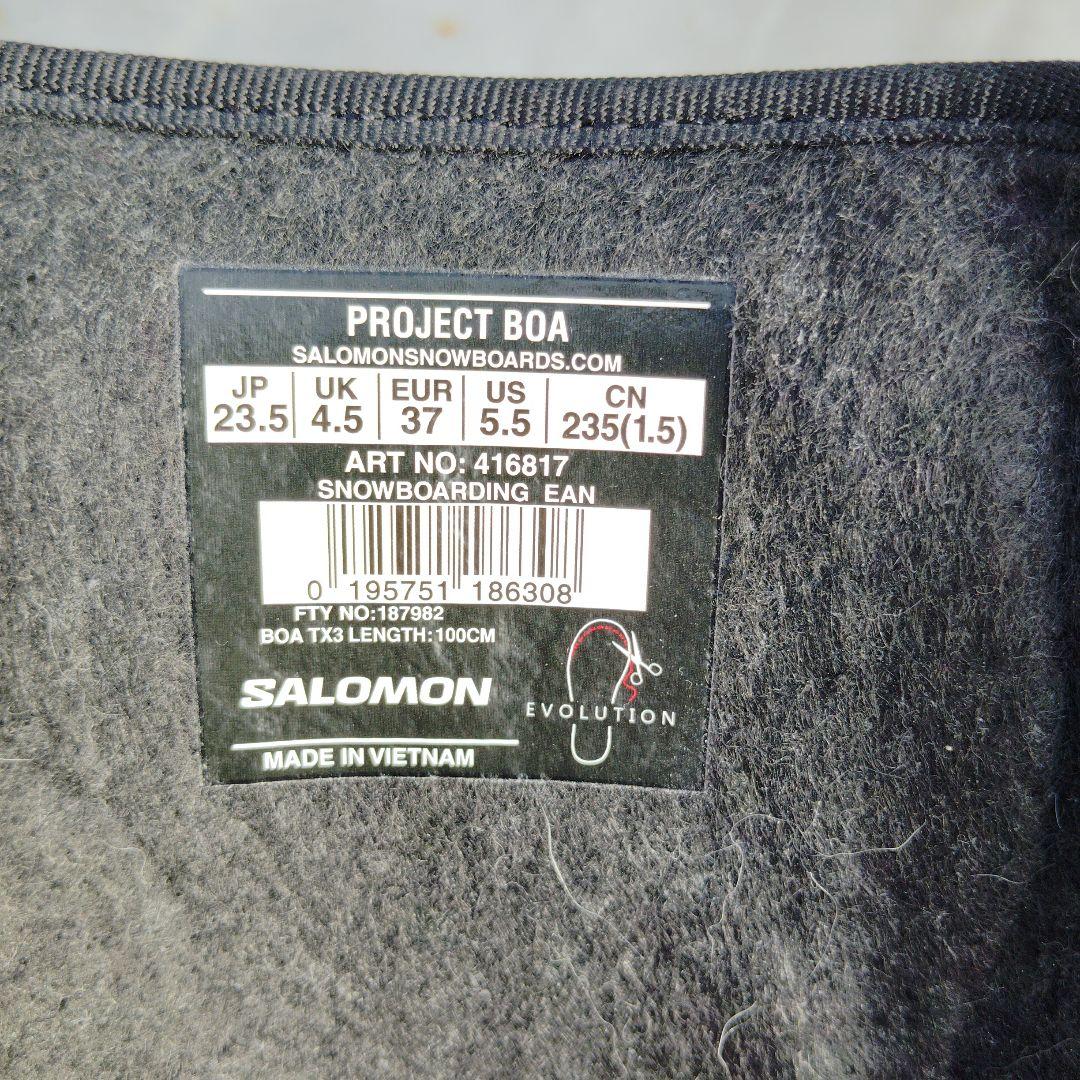 PROJECT BOA
SALOMONSNOWBOARDS.COM
JP UK EUR US CN
23.5 4.5 37 5.5 235(1.5)
ART NO: 416817
SNOWBOARDING EAN
0 195751 186308
FTY NO:187982
BOA TX3 LENGTH:100CM
SALOMON
EVOLUTION
MADE IN VIETNAM